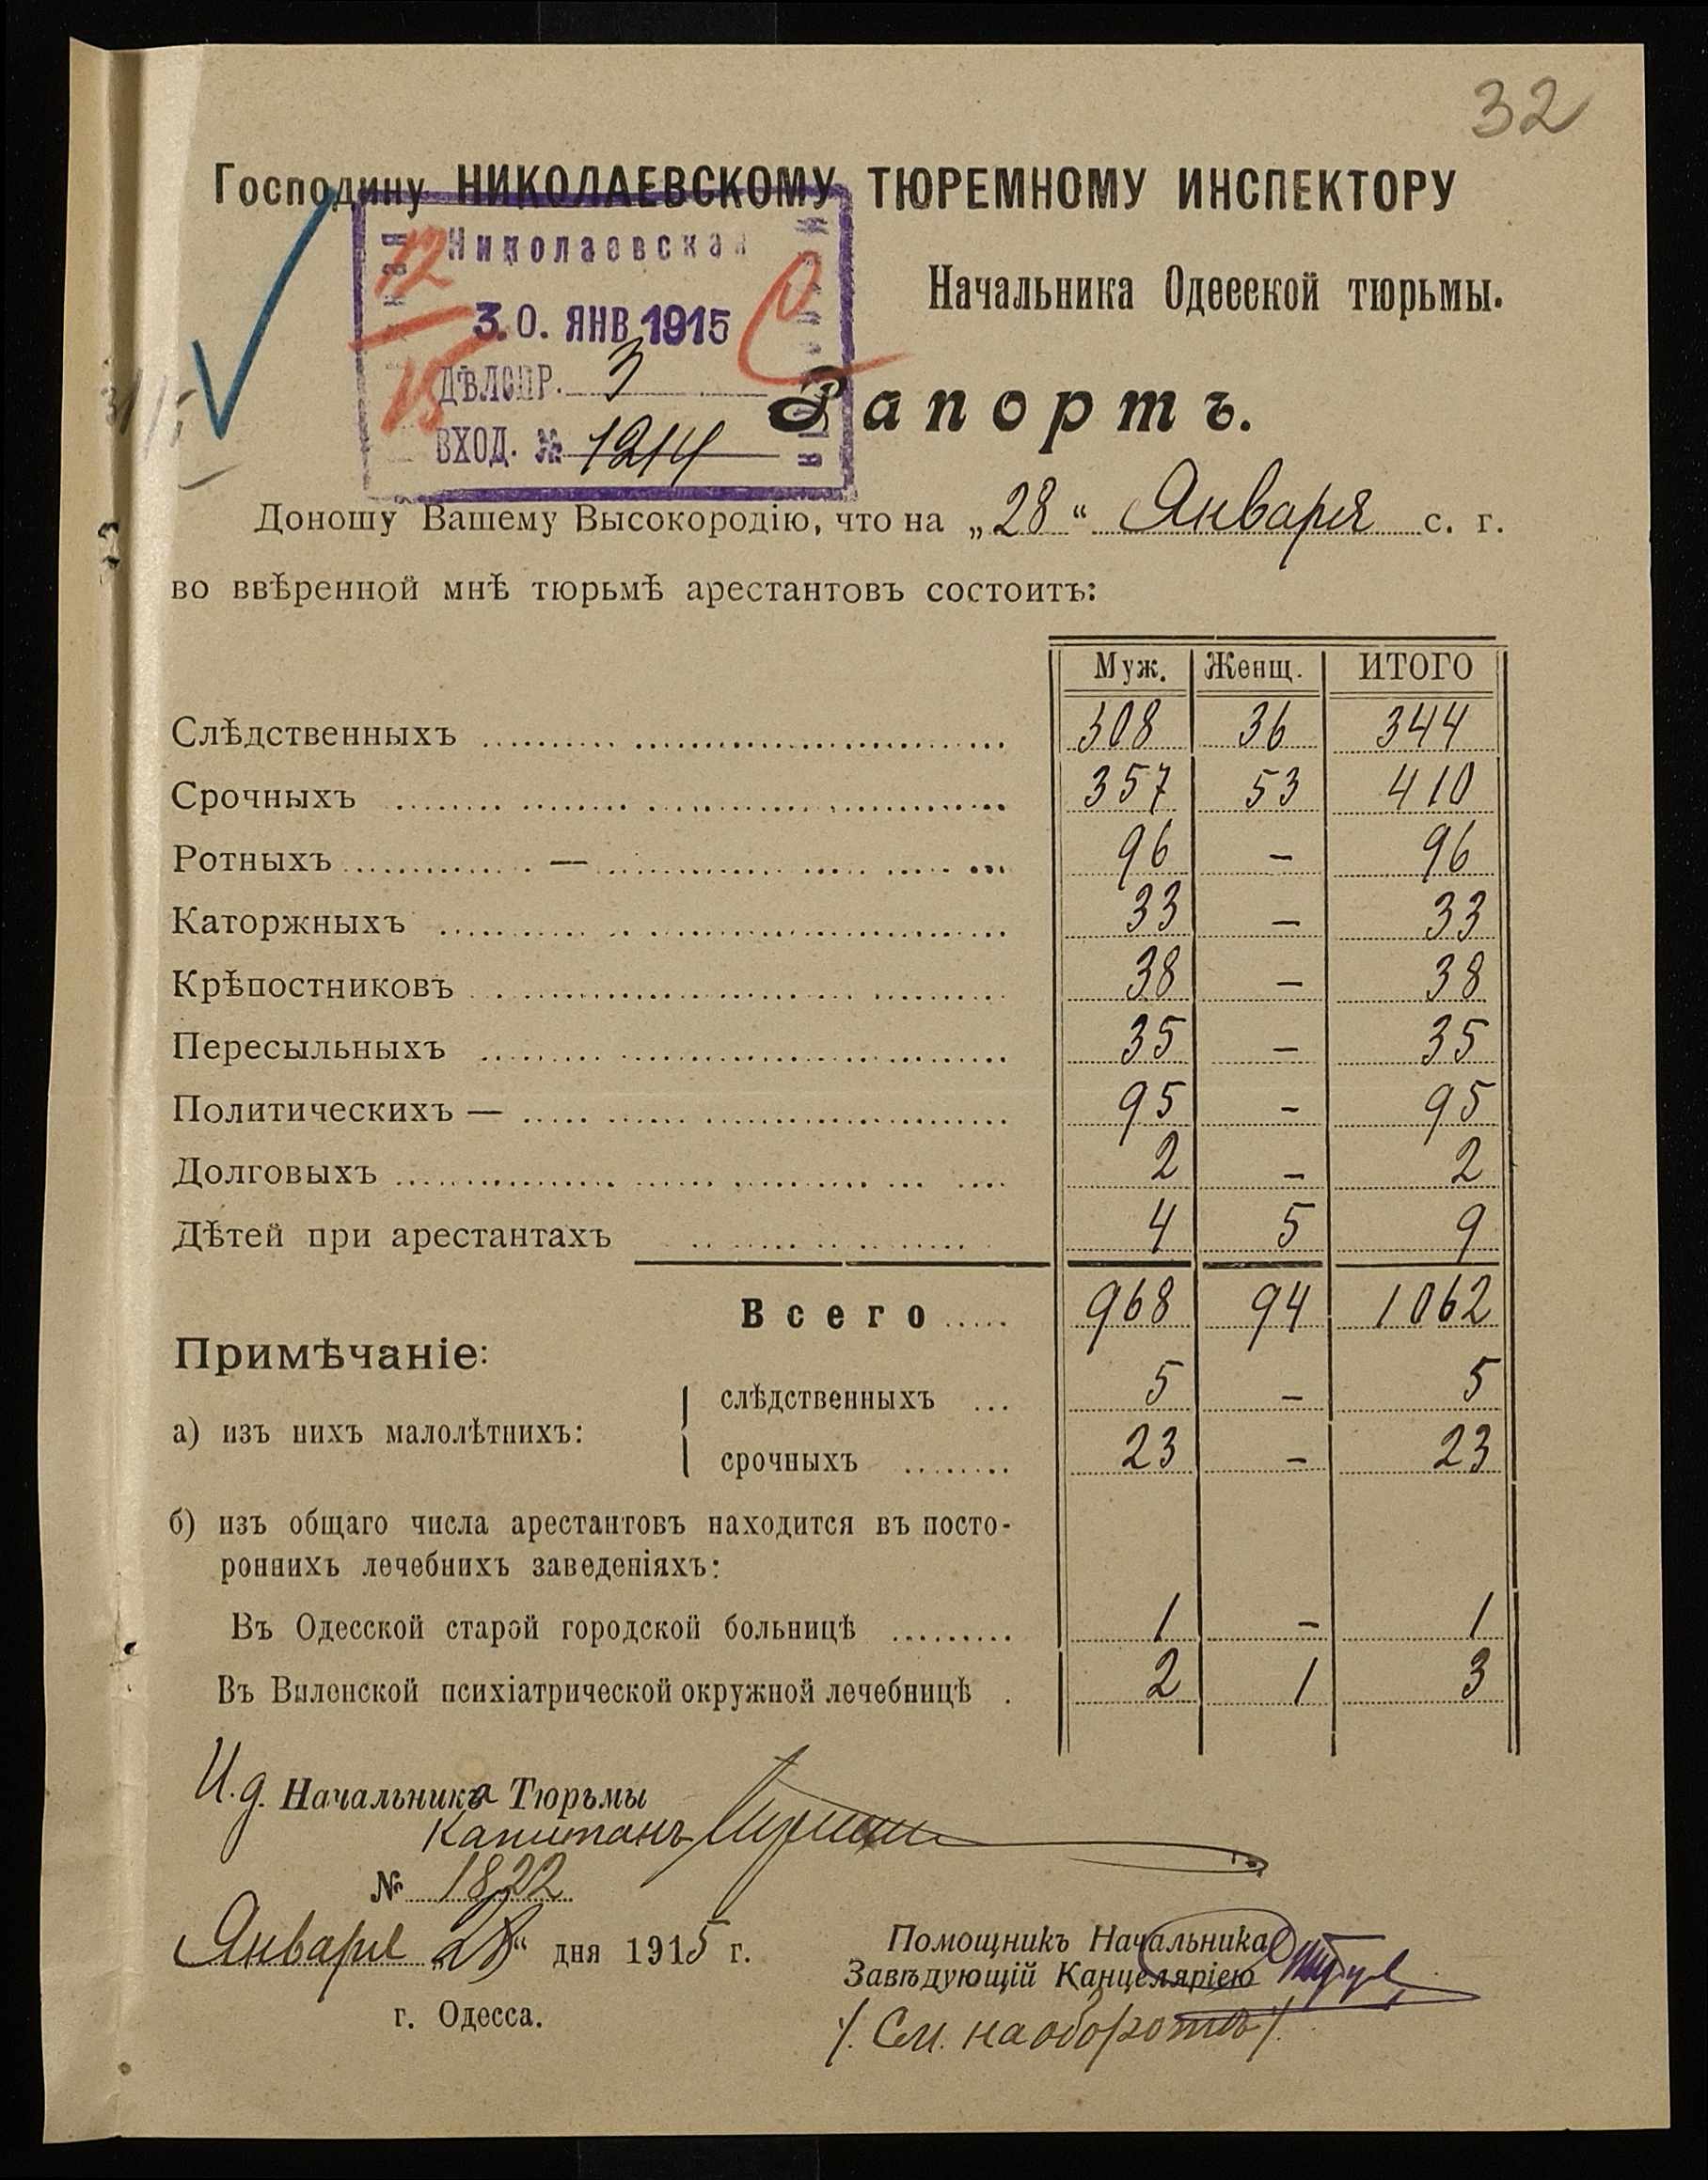 32
Господину НИКОЛАЕВСКОМУ ТЮРЕМНОМУ ИНСПЕКТОРУ
Николаевская
12
30. ЯНВ 1915
15
ДѢЛОПР. 3
ВХОД. № 1214
Начальника Одесской тюрьмы.
Рапортъ.
Доношу Вашему Высокородію, что на „28“ Января с. г.
во ввѣренной мнѣ тюрьмѣ арестантовъ состоитъ:
Муж. Женщ. ИТОГО
Слѣдственныхъ 308 36 344
Срочныхъ 357 53 410
Ротныхъ — 96 – 96
Каторжныхъ 33 – 33
Крѣпостниковъ 38 – 38
Пересыльныхъ 35 – 35
Политическихъ — 95 – 95
Долговыхъ 2 – 2
Дѣтей при арестантахъ 4 5 9
Всего 968 94 1062
Примѣчаніе:
а) изъ нихъ малолѣтнихъ:
слѣдственныхъ 5 – 5
срочныхъ 23 – 23
б) изъ общаго числа арестантовъ находится въ посто-
роннихъ лечебнихъ заведеніяхъ:
Въ Одесской старой городской больницѣ 1 – 1
Въ Виленской психіатрической окружной лечебницѣ 2 1 3
И.д. Начальника Тюрьмы
Капитанъ
№ 1822
Января „28“ дня 1915 г.
г. Одесса.
Помощникъ Начальника
Завѣдующій Канцеляріею
/. См. на оборотѣ /.